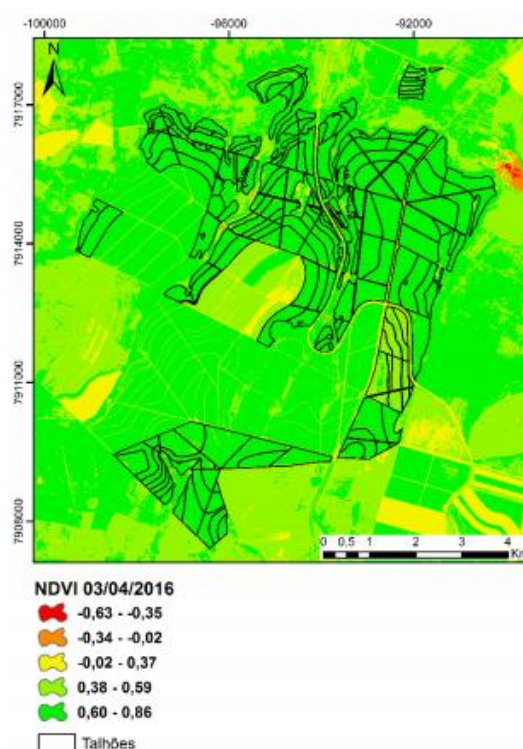 -100000 -96000 -92000
N
7917000
7914000
7911000
7908000
0 0,5 1 2 3 4
Km
NDVI 03/04/2016
-0,63 - -0,35
-0,34 - -0,02
-0,02 - 0,37
0,38 - 0,59
0,60 - 0,86
Talhões